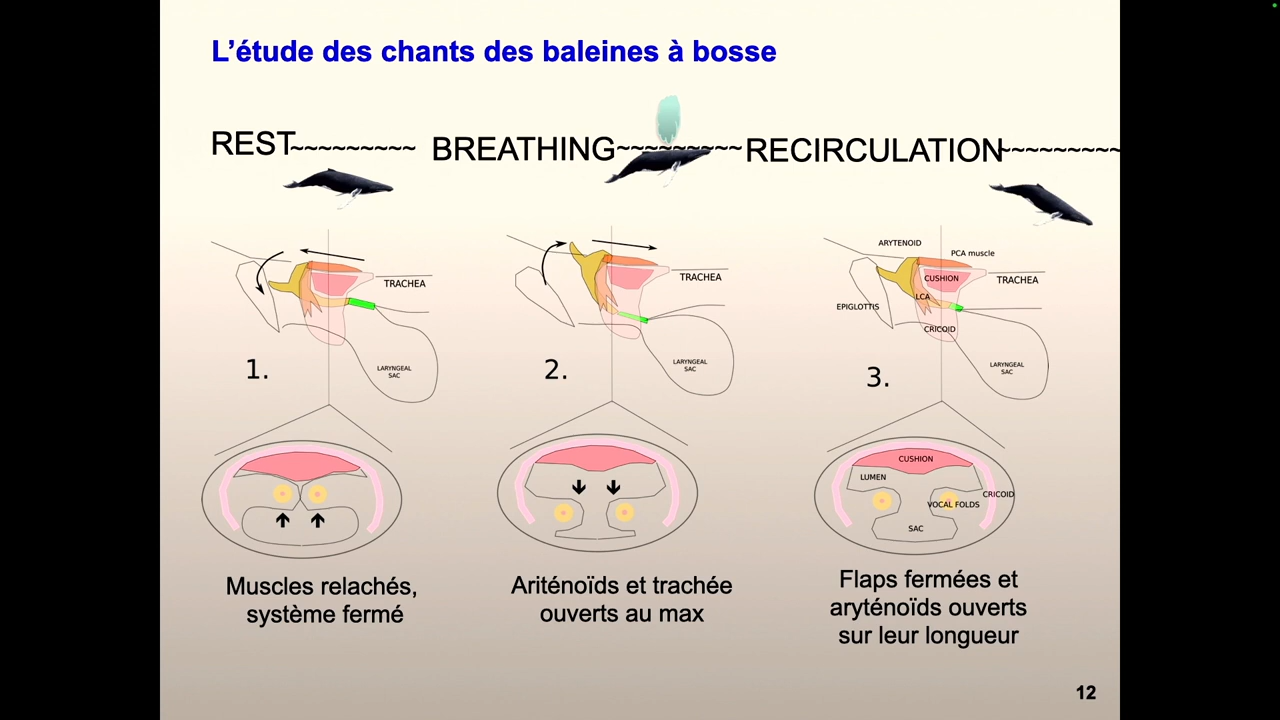 L'étude des chants des baleines à bosse
REST~~~~~~~~~ BREATHING~~~~~~~~~ RECIRCULATION~~~~~~~~~
TRACHEA
LARYNGEAL
SAC
1.
TRACHEA
LARYNGEAL
SAC
2.
ARYTENOID
PCA muscle
CUSHION
TRACHEA
LCA
EPIGLOTTIS
CRICOID
LARYNGEAL
SAC
3.
CUSHION
LUMEN
CRICOID
VOCAL FOLDS
SAC
Muscles relachés,
système fermé
Ariténoïds et trachée
ouverts au max
Flaps fermées et
aryténoïds ouverts
sur leur longueur
12